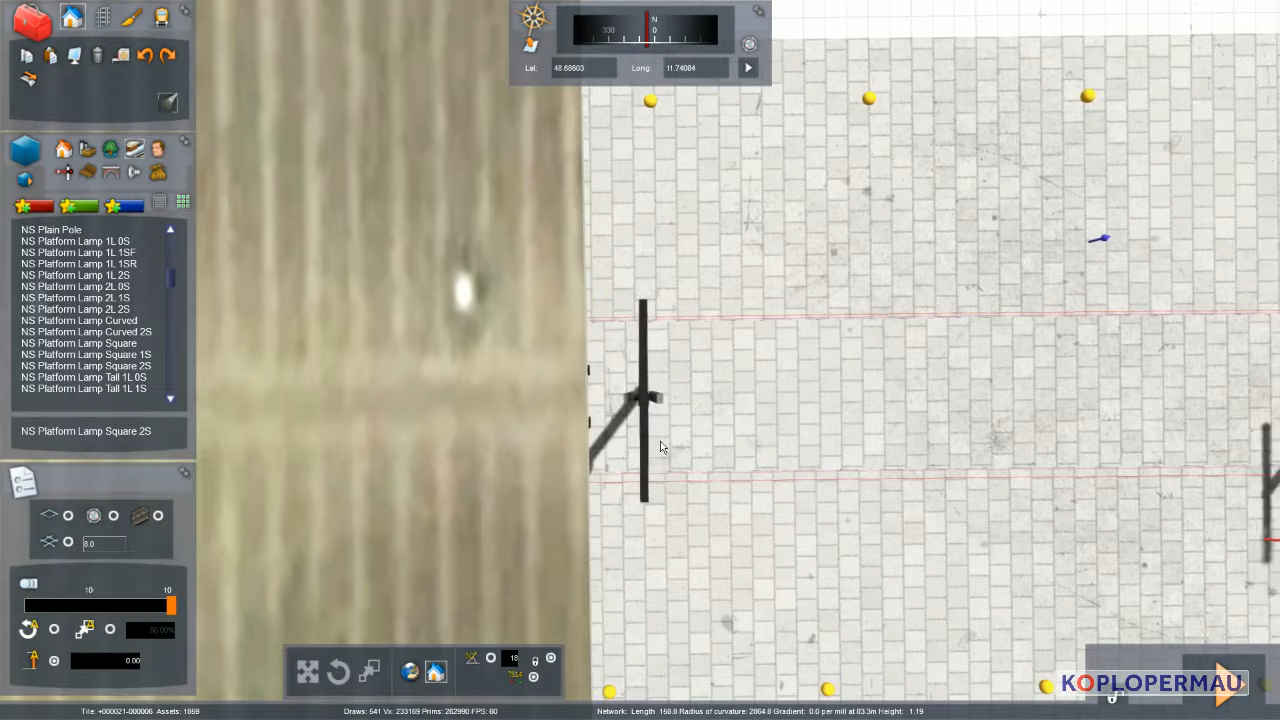 N
330 0
Lat: 48.68603 Long: 11.74084
NS Plain Pole
NS Platform Lamp 1L 0S
NS Platform Lamp 1L 1SF
NS Platform Lamp 1L 1SR
NS Platform Lamp 1L 2S
NS Platform Lamp 2L 0S
NS Platform Lamp 2L 1S
NS Platform Lamp 2L 2S
NS Platform Lamp Curved
NS Platform Lamp Curved 2S
NS Platform Lamp Square
NS Platform Lamp Square 1S
NS Platform Lamp Square 2S
NS Platform Lamp Tall 1L 0S
NS Platform Lamp Tall 1L 1S
NS Platform Lamp Square 2S
8.0
10 10
50.00%
0.00
18
KOPLOPERMAU
Tile: +000021-000006 Assets: 1859
Draws: 541 Vx: 233169 Prims: 262990 FPS: 60
Network: Length 158.8 Radius of curvature: 2864.8 Gradient: 0.0 per mill at 83.3m Height: 1.19